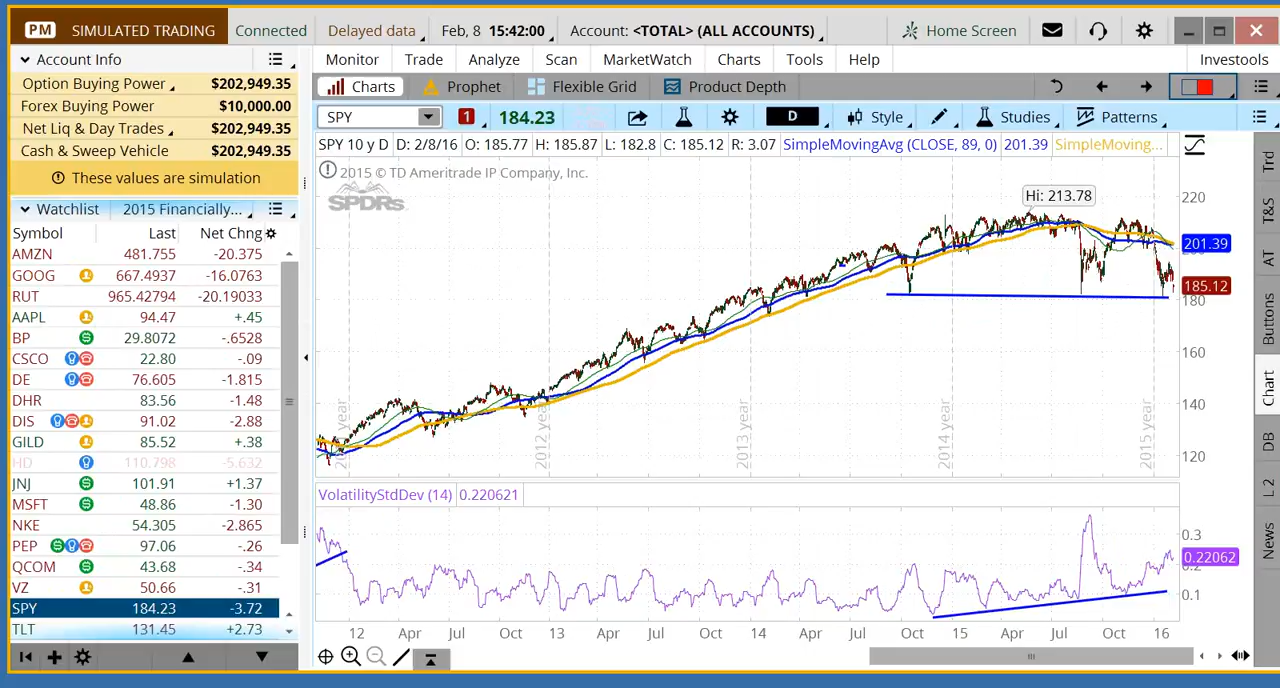 PM SIMULATED TRADING Connected Delayed data Feb, 8 15:42:00 Account: <TOTAL> (ALL ACCOUNTS) Home Screen
Account Info
Monitor Trade Analyze Scan MarketWatch Charts Tools Help Investools
Option Buying Power $202,949.35
Forex Buying Power $10,000.00
Net Liq & Day Trades $202,949.35
Cash & Sweep Vehicle $202,949.35
These values are simulation
Charts Prophet Flexible Grid Product Depth
SPY 1 184.23 D Style Studies Patterns
SPY 10 y D D: 2/8/16 O: 185.77 H: 185.87 L: 182.8 C: 185.12 R: 3.07 SimpleMovingAvg (CLOSE, 89, 0) 201.39 SimpleMoving...
2015 © TD Ameritrade IP Company, Inc.
SPDRs
Hi: 213.78
220
201.39
185.12
180
160
140
120
2012 year
2013 year
2014 year
2015 year
Watchlist 2015 Financially...
Symbol Last Net Chng
AMZN 481.755 -20.375
GOOG 667.4937 -16.0763
RUT 965.42794 -20.19033
AAPL 94.47 +.45
BP 29.8072 -.6528
CSCO 22.80 -.09
DE 76.605 -1.815
DHR 83.56 -1.48
DIS 91.02 -2.88
GILD 85.52 +.38
HD 110.798 -5.632
JNJ 101.91 +1.37
MSFT 48.86 -1.30
NKE 54.305 -2.865
PEP 97.06 -.26
QCOM 43.68 -.34
VZ 50.66 -.31
SPY 184.23 -3.72
TLT 131.45 +2.73
VolatilityStdDev (14) 0.220621
0.3
0.22062
0.2
0.1
12 Apr Jul Oct 13 Apr Jul Oct 14 Apr Jul Oct 15 Apr Jul Oct 16
Trd
T&S
AT
Buttons
Chart
DB
L 2
News